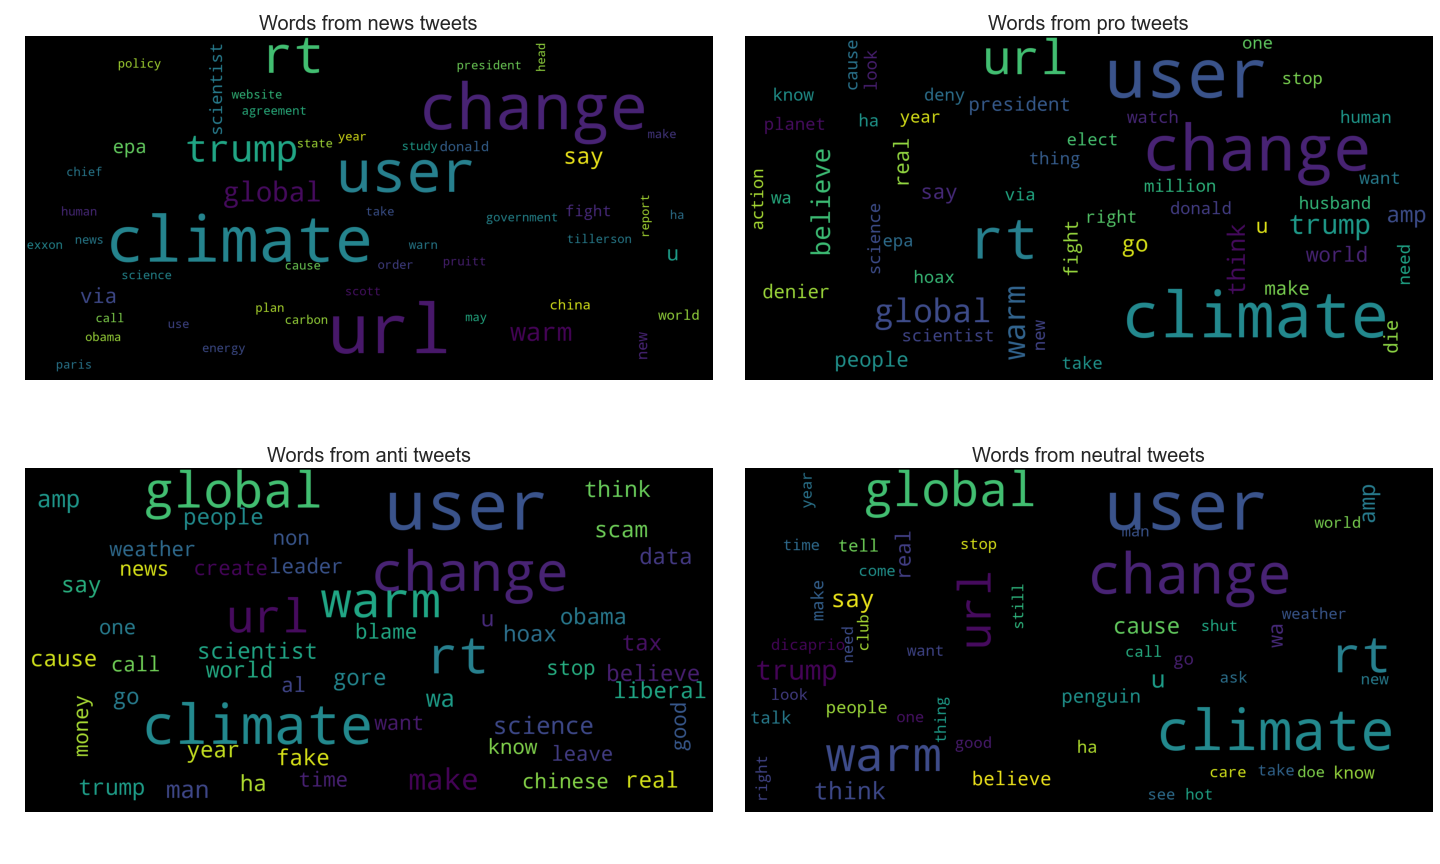 Words from news tweets
rt
head
policy
president
scientist
website
change
agreement
make
epa
trump
state
year
study
donald
say
user
chief
global
human
take
government
fight
report
ha
climate
exxon
news
warn
tillerson
u
science
cause
order
pruitt
via
scott
plan
china
call
carbon
url
may
world
obama
use
warm
new
energy
paris
Words from pro tweets
one
cause
look
url
user
stop
know
deny
president
planet
ha
year
watch
human
real
elect
change
believe
thing
want
action
wa
say
via
million
husband
right
donald
amp
science
epa
rt
fight
go
think
u
trump
world
need
hoax
denier
make
global
warm
climate
scientist
new
die
people
take
Words from anti tweets
global
user
think
amp
people
scam
weather
non
news
create
leader
data
say
change
warm
one
url
u
obama
blame
hoax
cause
call
scientist
tax
world
rt
stop
believe
al
gore
go
wa
liberal
money
climate
want
science
good
year
fake
know
leave
trump
man
ha
time
make
chinese
real
Words from neutral tweets
year
global
user
amp
man
world
time
tell
real
stop
come
change
make
say
url
still
weather
club
cause
shut
wa
dicaprio
need
want
call
go
rt
trump
u
ask
new
look
penguin
talk
people
one
thing
climate
warm
good
ha
right
think
believe
care
take
doe
know
see
hot